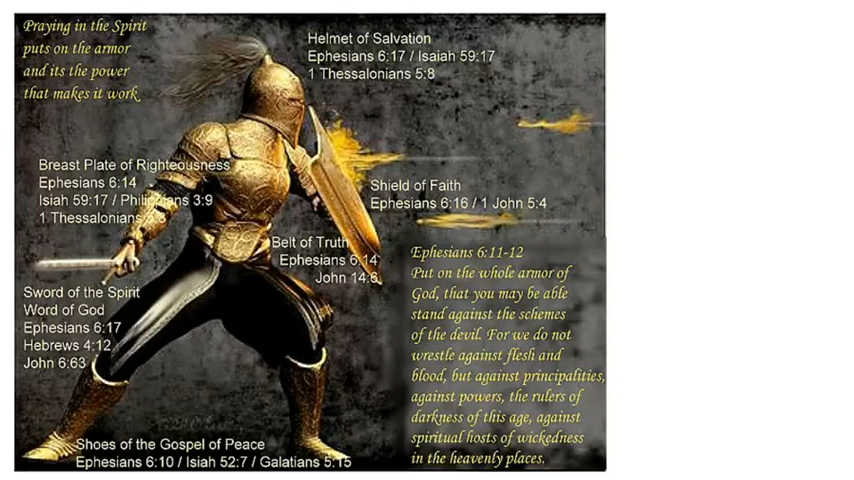 Praying in the Spirit
puts on the armor
and its the power
that makes it work
Helmet of Salvation
Ephesians 6:17 / Isaiah 59:17
1 Thessalonians 5:8
Breast Plate of Righteousness
Ephesians 6:14
Isiah 59:17 / Philippians 3:9
1 Thessalonians 5:8
Shield of Faith
Ephesians 6:16 / 1 John 5:4
Belt of Truth
Ephesians 6:14
John 14:6
Sword of the Spirit
Word of God
Ephesians 6:17
Hebrews 4:12
John 6:63
Ephesians 6:11-12
Put on the whole armor of
God, that you may be able
stand against the schemes
of the devil. For we do not
wrestle against flesh and
blood, but against principalities,
against powers, the rulers of
darkness of this age, against
spiritual hosts of wickedness
in the heavenly places.
Shoes of the Gospel of Peace
Ephesians 6:10 / Isiah 52:7 / Galatians 5:15